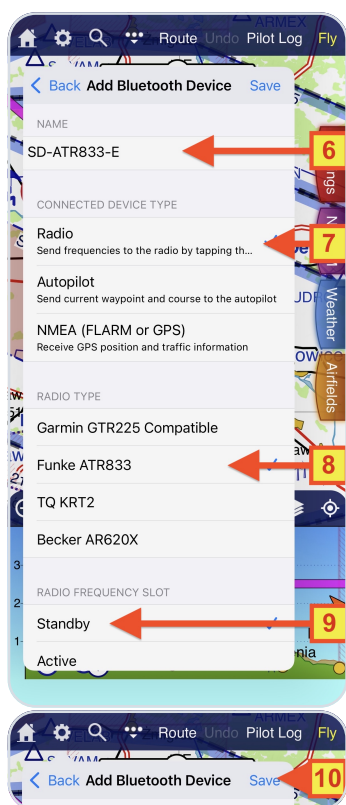 Route Undo Pilot Log Fly
Back Add Bluetooth Device Save
NAME
SD-ATR833-E
6
CONNECTED DEVICE TYPE
Radio
Send frequencies to the radio by tapping th...
7
Autopilot
Send current waypoint and course to the autopilot
NMEA (FLARM or GPS)
Receive GPS position and traffic information
Weather
Airfields
RADIO TYPE
Garmin GTR225 Compatible
Funke ATR833
8
TQ KRT2
Becker AR620X
3
RADIO FREQUENCY SLOT
2
Standby
9
1
Active
Route Undo Pilot Log Fly
Back Add Bluetooth Device Save
10